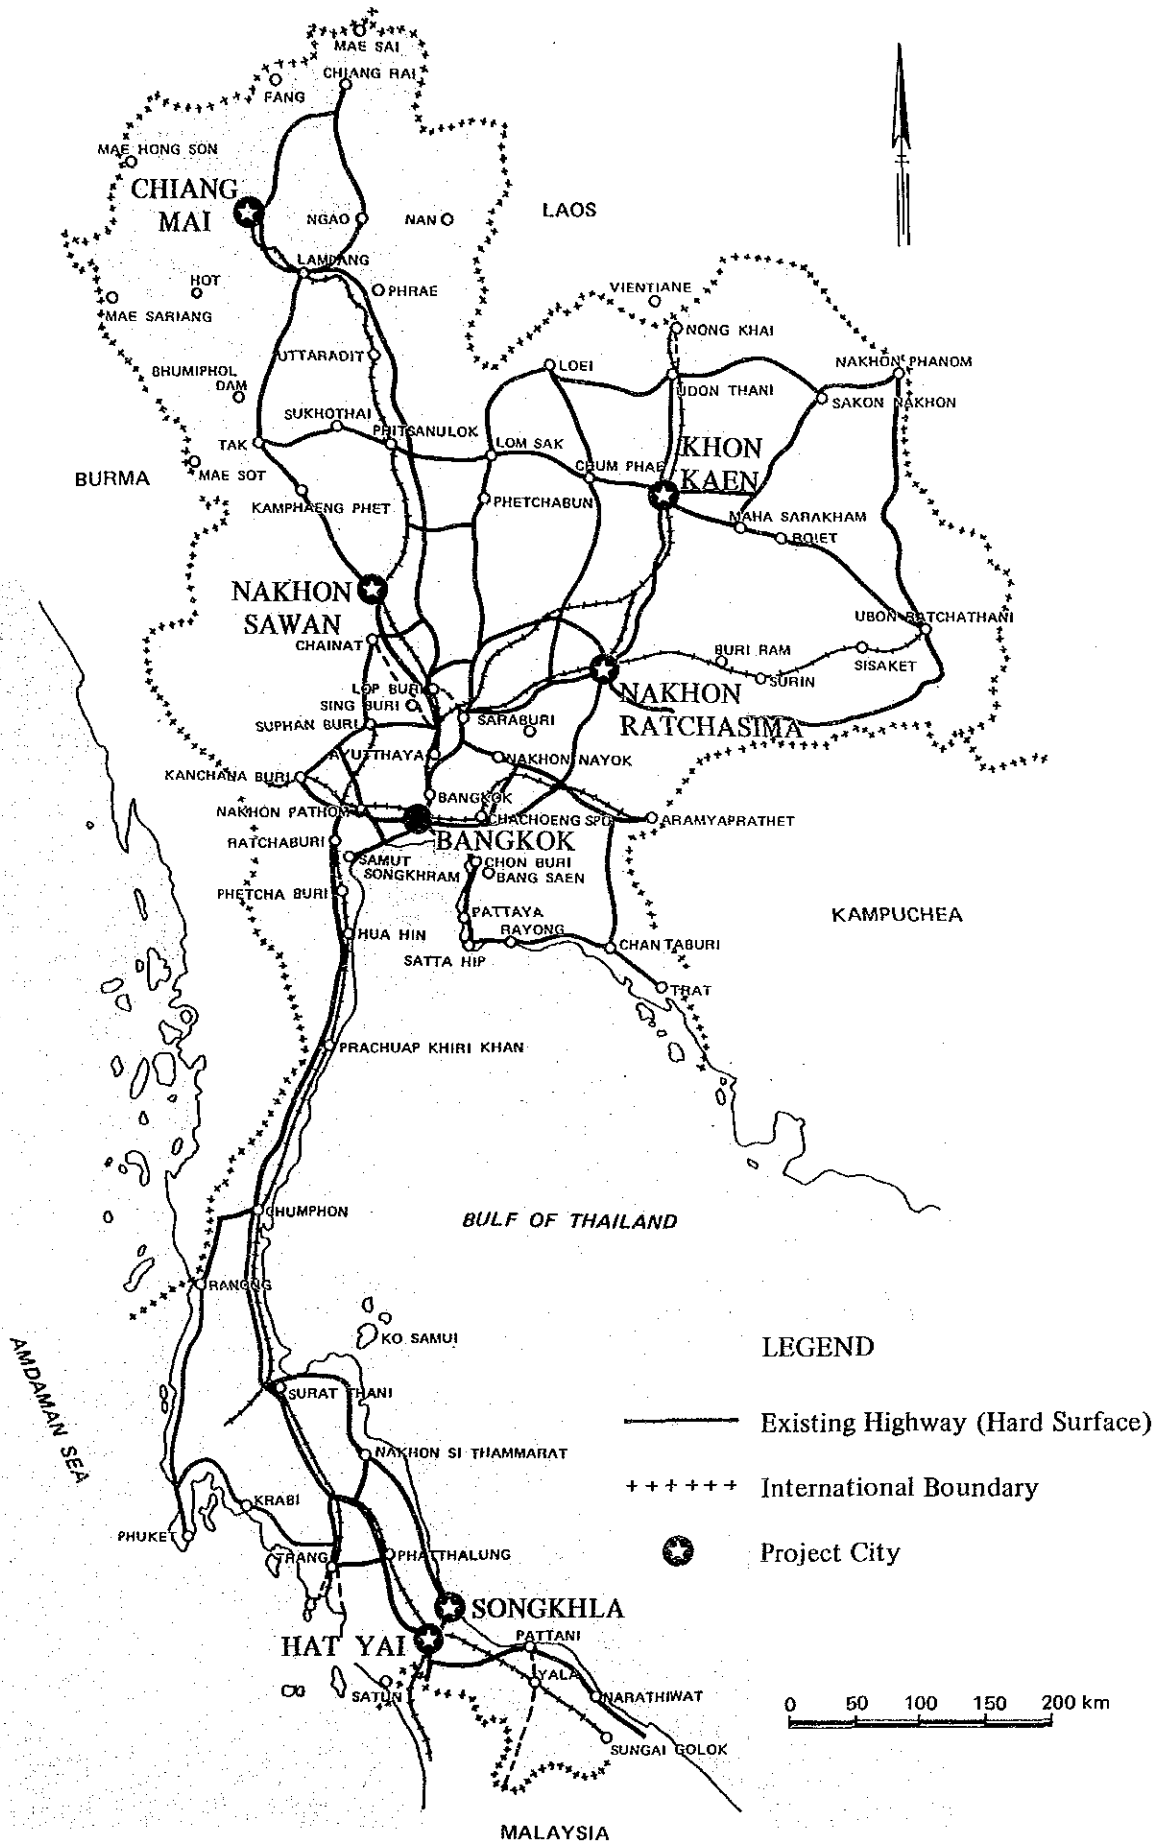 MAE SAI
CHIANG RAI
FANG
MAE HONG SON
CHIANG
MAI
NGAO
NAN
LAOS
LAMPANG
HOT
PHRAE
MAE SARIANG
VIENTIANE
NONG KHAI
UTTARADIT
LOEI
NAKHON PHANOM
BHUMIPHOL
DAM
UDON THANI
SAKON NAKHON
SUKHOTHAI
PHITSANULOK
TAK
LOM SAK
KHON
KAEN
CHUM PHAE
BURMA
MAE SOT
KAMPHAENG PHET
PHETCHABUN
MAHA SARAKHAM
ROIET
NAKHON
SAWAN
UBON RATCHATHANI
CHAINAT
BURI RAM
SISAKET
SURIN
LOP BURI
SING BURI
NAKHON
RATCHASIMA
SUPHAN BURI
SARABURI
AYUTTHAYA
NAKHON NAYOK
KANCHANA BURI
BANGKOK
NAKHON PATHOM
CHACHOENG SPO
ARAMYAPRATHET
RATCHABURI
BANGKOK
SAMUT
SONGKHRAM
CHON BURI
BANG SAEN
PHETCHA BURI
PATTAYA
RAYONG
KAMPUCHEA
HUA HIN
CHAN TABURI
SATTA HIP
TRAT
PRACHUAP KHIRI KHAN
CHUMPHON
BULF OF THAILAND
RANONG
KO SAMUI
AMDAMAN SEA
LEGEND
SURAT THANI
Existing Highway (Hard Surface)
NAKHON SI THAMMARAT
International Boundary
KRABI
PHUKET
Project City
TRANG
PHATTHALUNG
SONGKHLA
HAT YAI
PATTANI
YALA
SATUN
NARATHIWAT
0 50 100 150 200 km
SUNGAI GOLOK
MALAYSIA